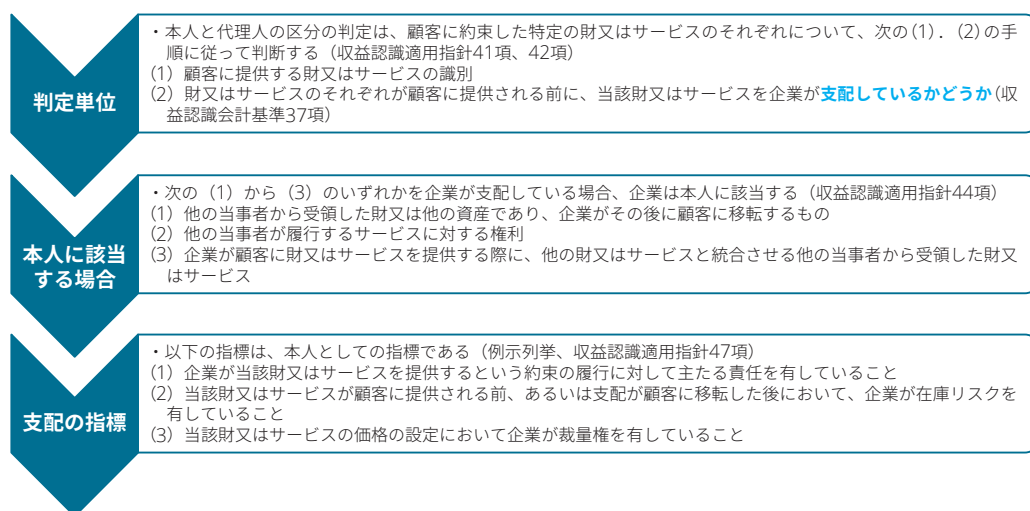 判定単位
・本人と代理人の区分の判定は、顧客に約束した特定の財又はサービスのそれぞれについて、次の(1)．(2)の手
順に従って判断する（収益認識適用指針41項、42項）
(1) 顧客に提供する財又はサービスの識別
(2) 財又はサービスのそれぞれが顧客に提供される前に、当該財又はサービスを企業が支配しているかどうか(収
益認識会計基準37項）
本人に該当
する場合
・次の（1）から（3）のいずれかを企業が支配している場合、企業は本人に該当する（収益認識適用指針44項）
(1) 他の当事者から受領した財又は他の資産であり、企業がその後に顧客に移転するもの
(2) 他の当事者が履行するサービスに対する権利
(3) 企業が顧客に財又はサービスを提供する際に、他の財又はサービスと統合させる他の当事者から受領した財又
はサービス
支配の指標
・以下の指標は、本人としての指標である（例示列挙、収益認識適用指針47項）
(1) 企業が当該財又はサービスを提供するという約束の履行に対して主たる責任を有していること
(2) 当該財又はサービスが顧客に提供される前、あるいは支配が顧客に移転した後において、企業が在庫リスクを
有していること
(3) 当該財又はサービスの価格の設定において企業が裁量権を有していること